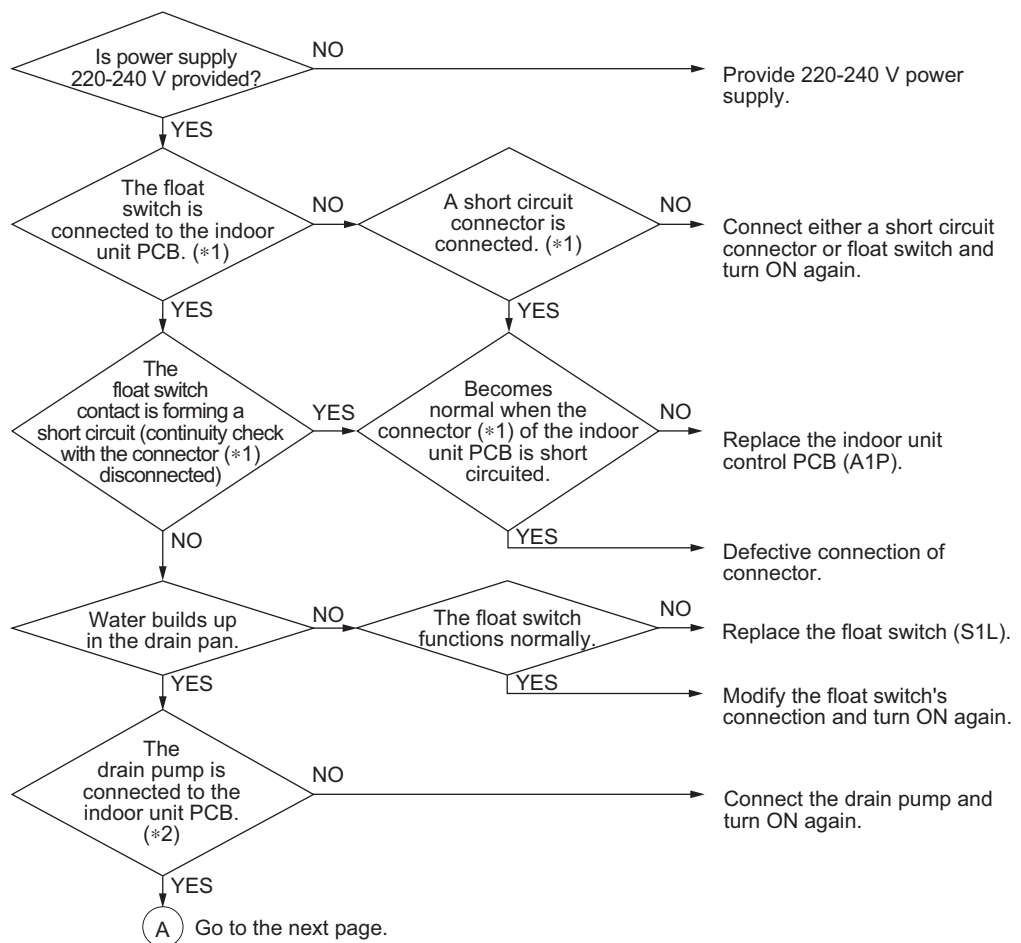 Is power supply
220-240 V provided?
NO
Provide 220-240 V power
supply.
YES
The float
switch is
connected to the indoor
unit PCB. (*1)
NO
A short circuit
connector is
connected. (*1)
NO
Connect either a short circuit
connector or float switch and
turn ON again.
YES
YES
The
float switch
contact is forming a
short circuit (continuity check
with the connector (*1)
disconnected)
YES
Becomes
normal when the
connector (*1) of the indoor
unit PCB is short
circuited.
NO
Replace the indoor unit
control PCB (A1P).
NO
YES
Defective connection of
connector.
Water builds up
in the drain pan.
NO
The float switch
functions normally.
NO
Replace the float switch (S1L).
YES
YES
Modify the float switch's
connection and turn ON again.
The
drain pump is
connected to the
indoor unit PCB.
(*2)
NO
Connect the drain pump and
turn ON again.
YES
A
Go to the next page.